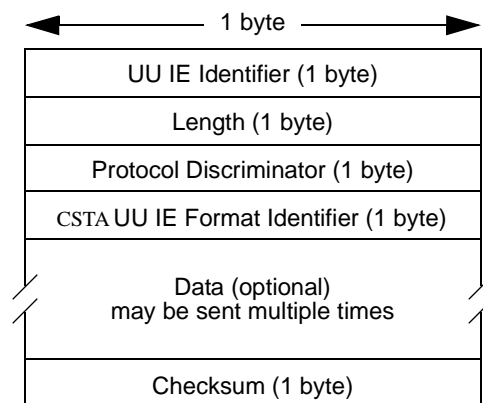 1 byte
UU IE Identifier (1 byte)
Length (1 byte)
Protocol Discriminator (1 byte)
CSTA UU IE Format Identifier (1 byte)
Data (optional)
may be sent multiple times
Checksum (1 byte)